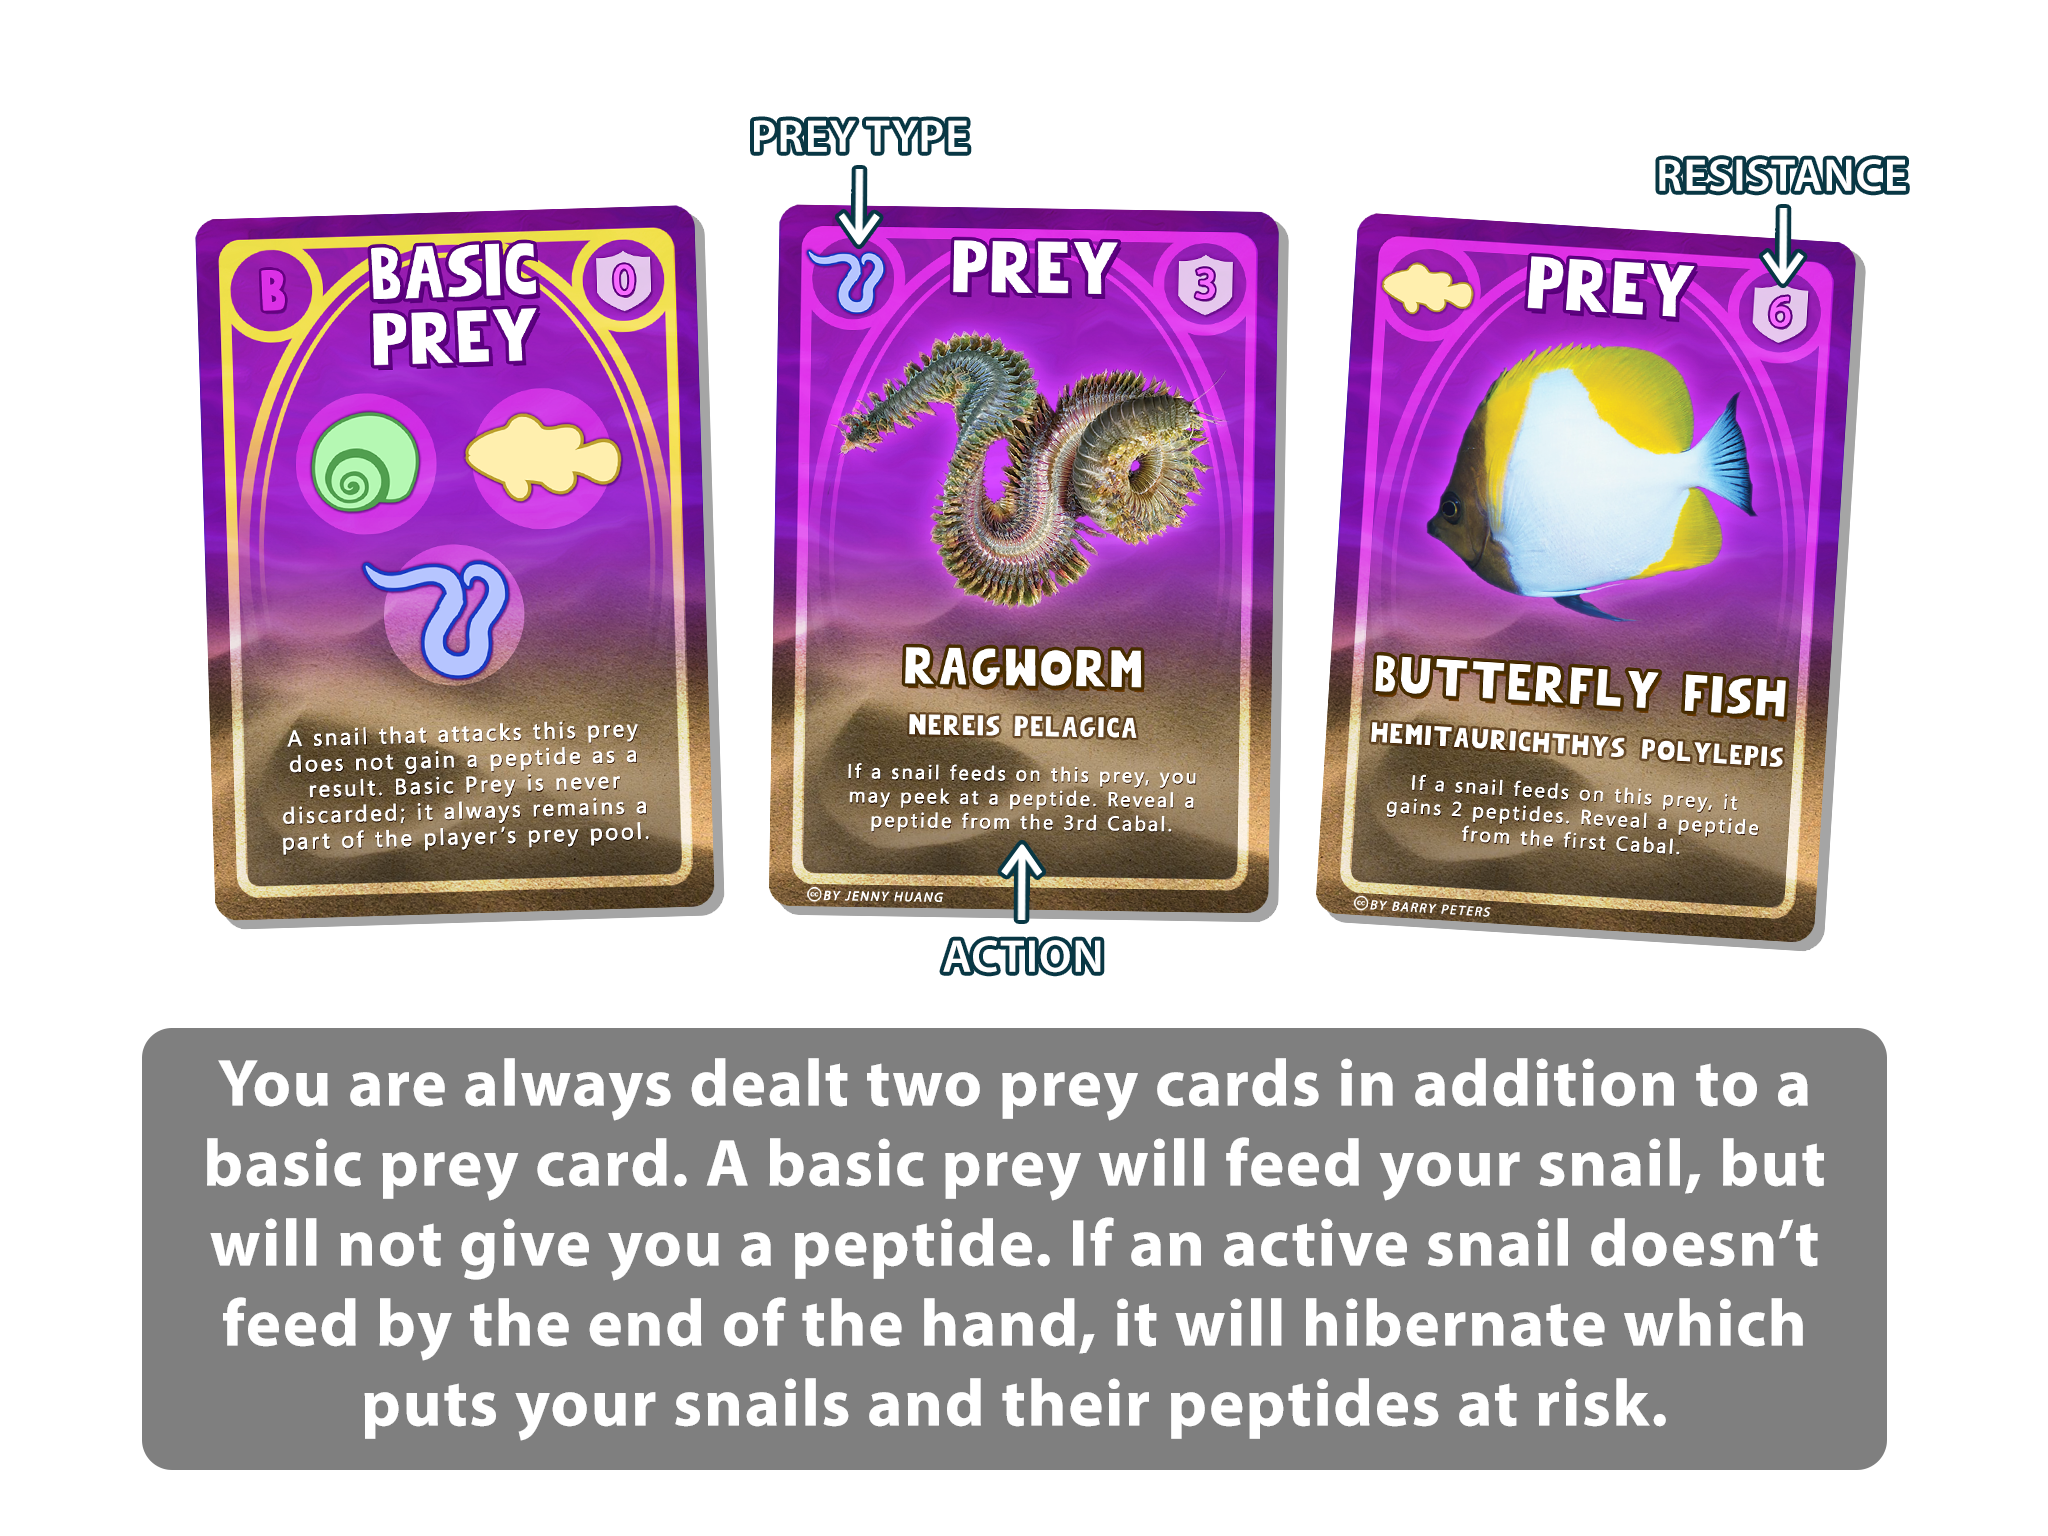 PREY TYPE
RESISTANCE
B
BASIC
PREY
0
A snail that attacks this prey
does not gain a peptide as a
result. Basic Prey is never
discarded; it always remains a
part of the player's prey pool.
PREY
3
RAGWORM
NEREIS PELAGICA
If a snail feeds on this prey, you
may peek at a peptide. Reveal a
peptide from the 3rd Cabal.
cc BY JENNY HUANG
ACTION
PREY
6
BUTTERFLY FISH
HEMITAURICHTHYS POLYLEPIS
If a snail feeds on this prey, it
gains 2 peptides. Reveal a peptide
from the first Cabal.
cc BY BARRY PETERS
You are always dealt two prey cards in addition to a
basic prey card. A basic prey will feed your snail, but
will not give you a peptide. If an active snail doesn't
feed by the end of the hand, it will hibernate which
puts your snails and their peptides at risk.